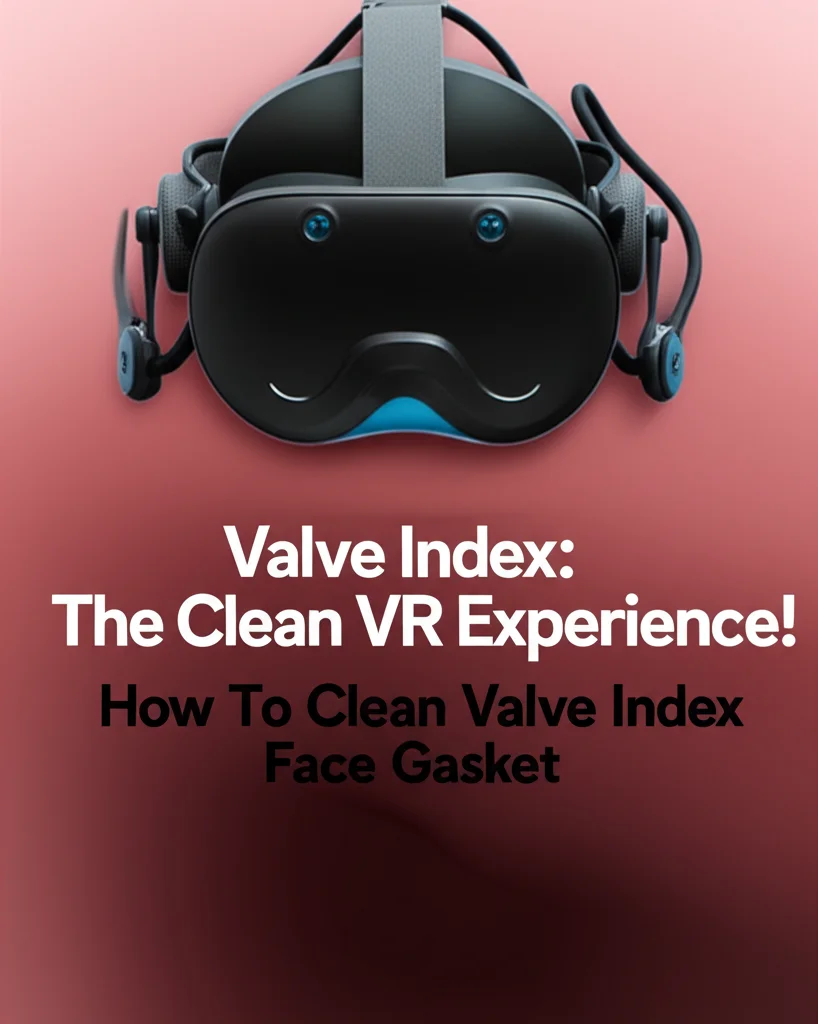 Valve Index:
The Clean VR Experience!
How To Clean Valve Index
Face Gasket